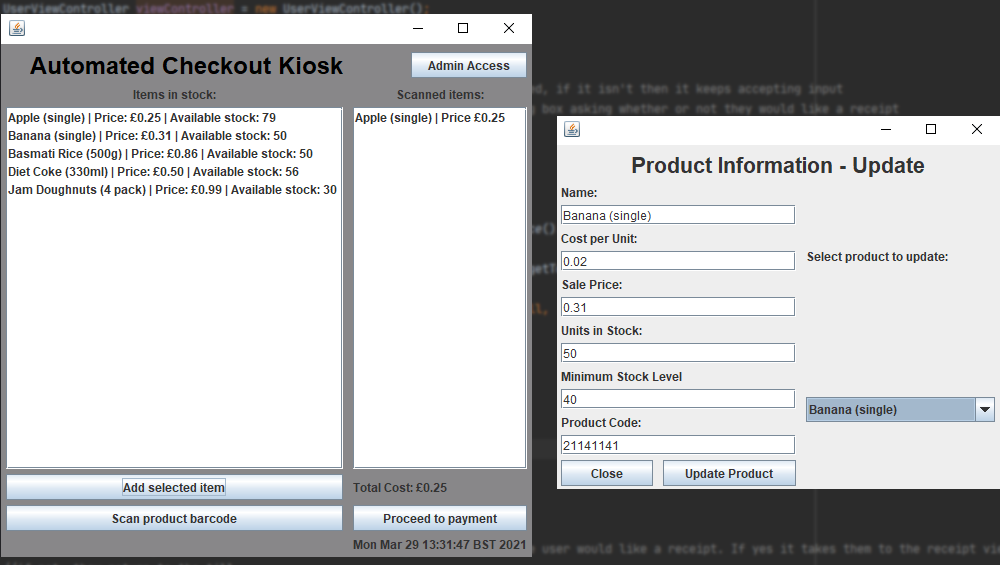 UserViewController viewController = new UserViewController();
Automated Checkout Kiosk
Admin Access
Items in stock:
Scanned items:
Apple (single) | Price: £0.25 | Available stock: 79
Banana (single) | Price: £0.31 | Available stock: 50
Basmati Rice (500g) | Price: £0.86 | Available stock: 50
Diet Coke (330ml) | Price: £0.50 | Available stock: 56
Jam Doughnuts (4 pack) | Price: £0.99 | Available stock: 30
Apple (single) | Price £0.25
Add selected item
Total Cost: £0.25
Scan product barcode
Proceed to payment
Mon Mar 29 13:31:47 BST 2021
if it isn't then it keeps accepting input
box asking whether or not they would like a receipt
Product Information - Update
Name:
Banana (single)
Cost per Unit:
0.02
Select product to update:
Sale Price:
0.31
Units in Stock:
50
Minimum Stock Level
40
Banana (single)
Product Code:
21141141
Close
Update Product
user would like a receipt. If yes it takes them to the receipt